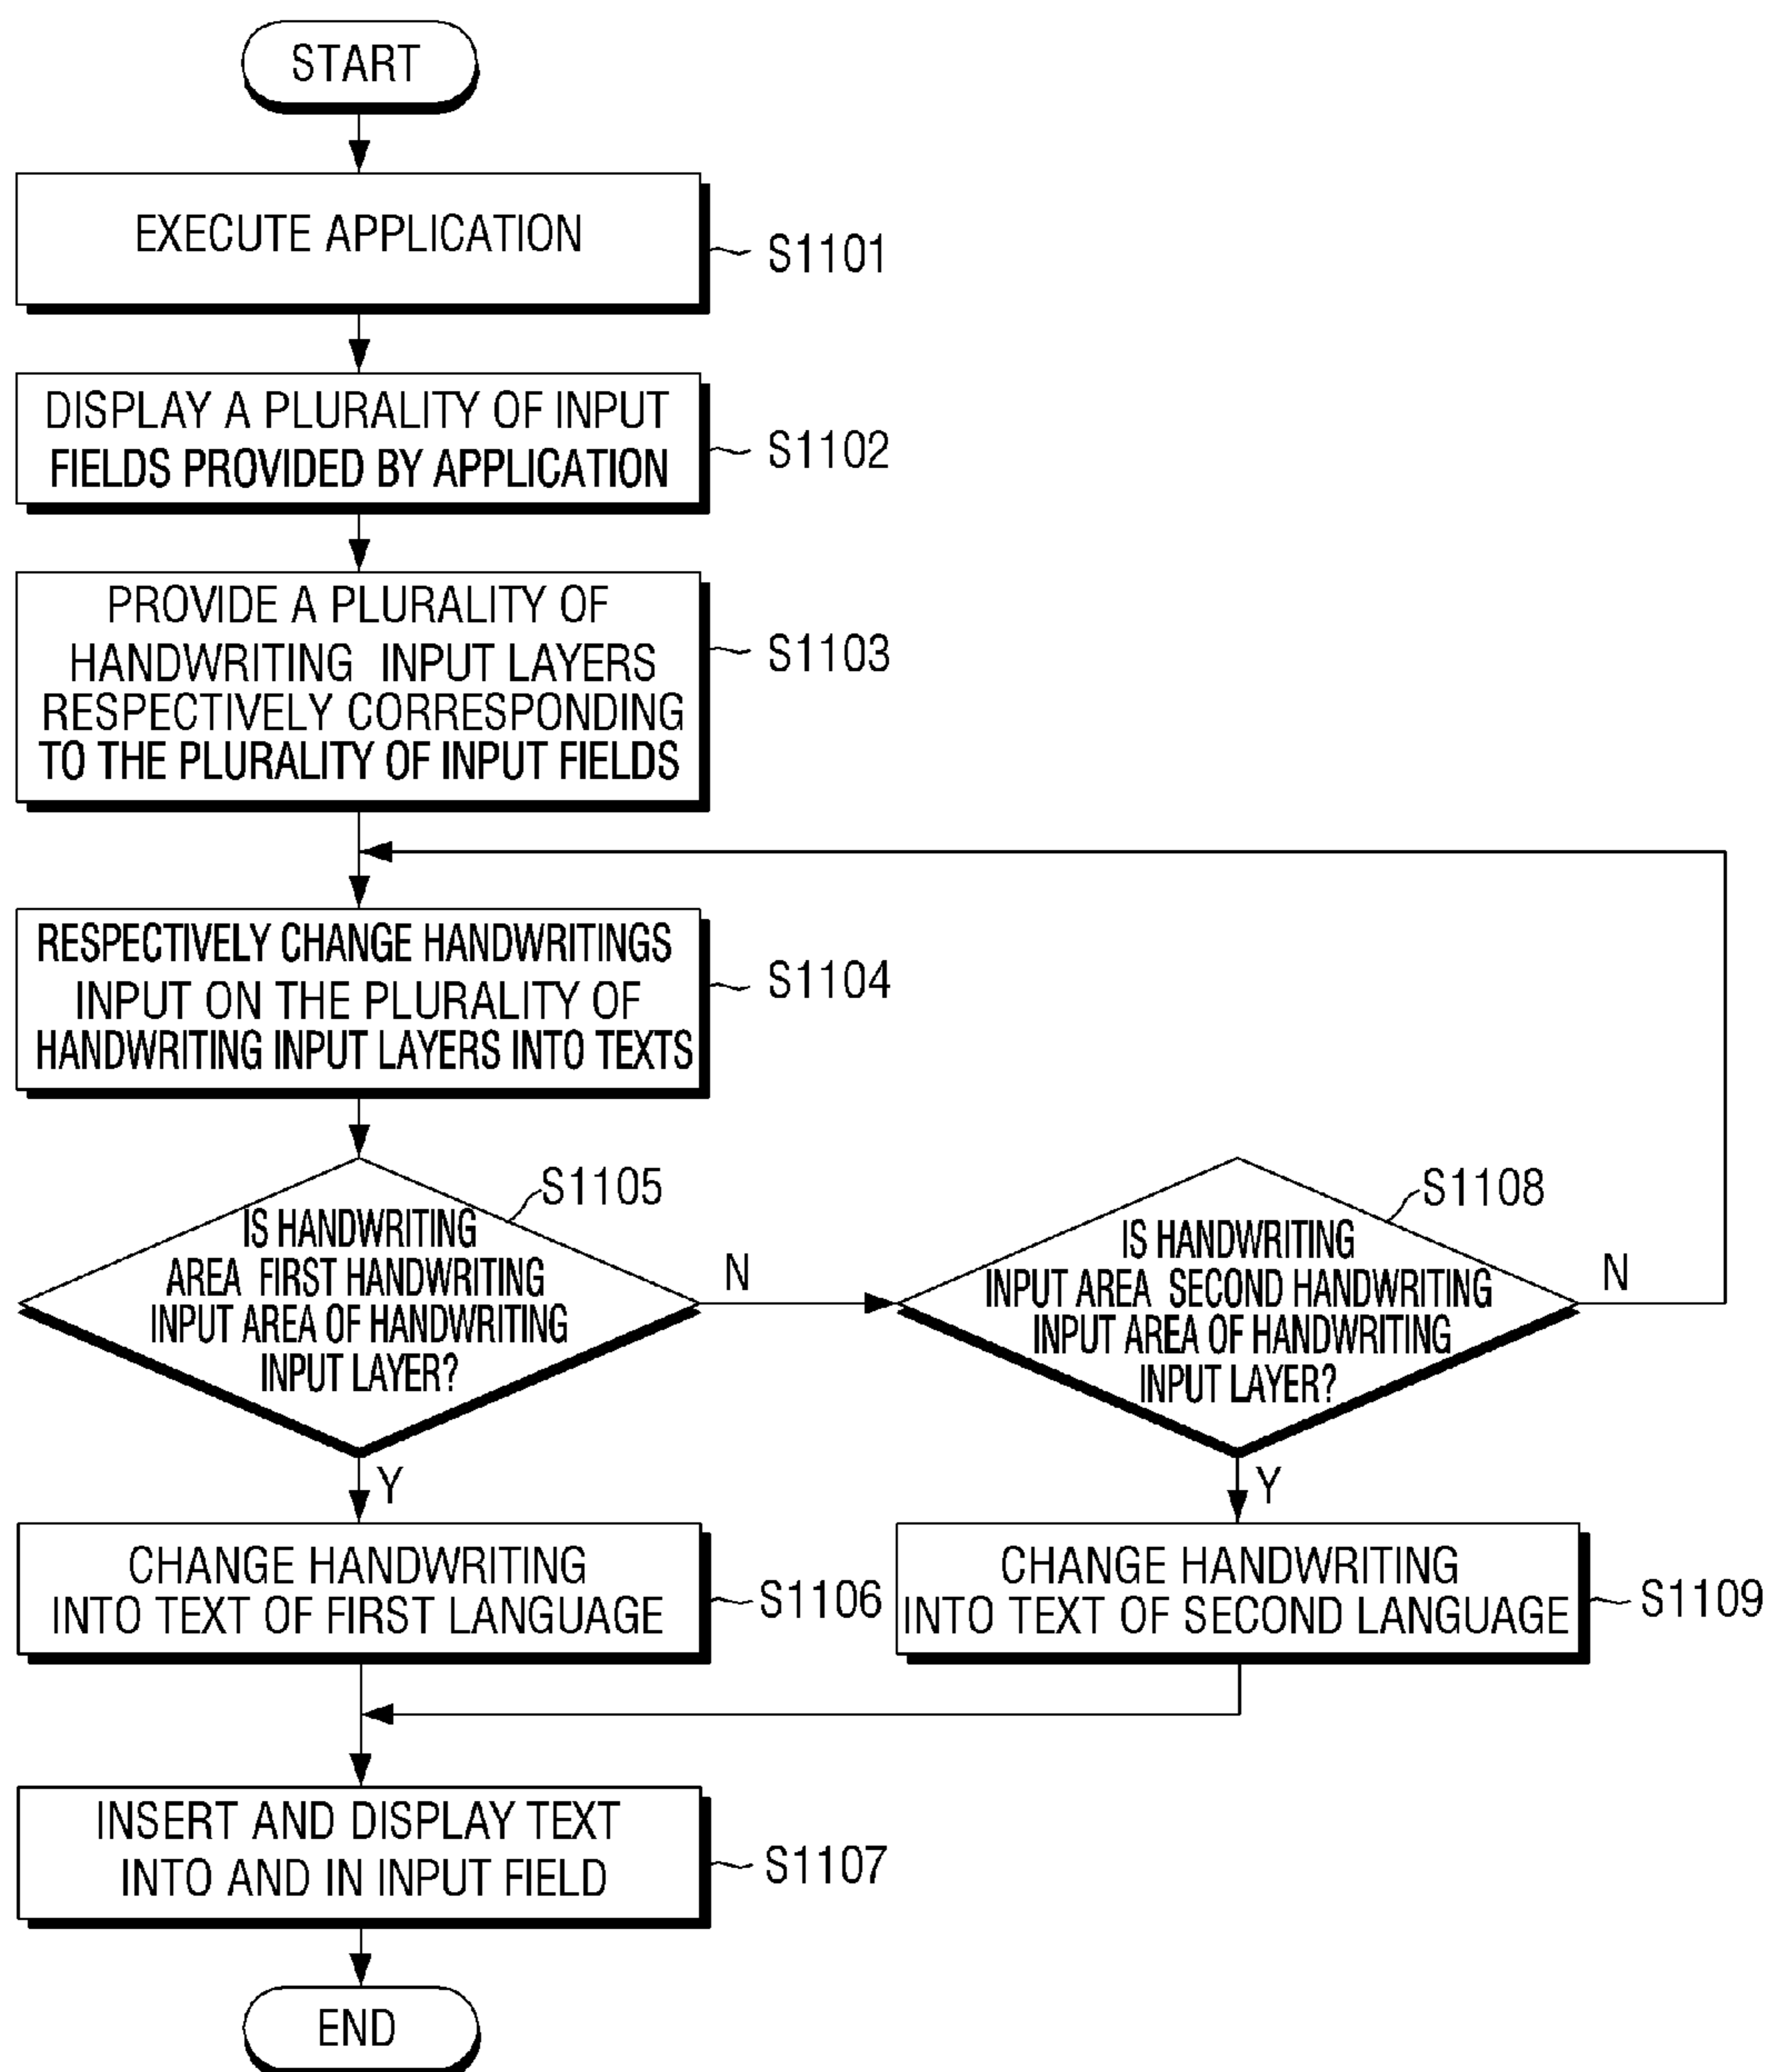 START
EXECUTE APPLICATION
S1101
DISPLAY A PLURALITY OF INPUT
FIELDS PROVIDED BY APPLICATION
S1102
PROVIDE A PLURALITY OF
HANDWRITING INPUT LAYERS
RESPECTIVELY CORRESPONDING
TO THE PLURALITY OF INPUT FIELDS
S1103
RESPECTIVELY CHANGE HANDWRITINGS
INPUT ON THE PLURALITY OF
HANDWRITING INPUT LAYERS INTO TEXTS
S1104
S1105
IS HANDWRITING
AREA FIRST HANDWRITING
INPUT AREA OF HANDWRITING
INPUT LAYER?
N
Y
S1108
IS HANDWRITING
INPUT AREA SECOND HANDWRITING
INPUT AREA OF HANDWRITING
INPUT LAYER?
N
Y
CHANGE HANDWRITING
INTO TEXT OF FIRST LANGUAGE
S1106
CHANGE HANDWRITING
INTO TEXT OF SECOND LANGUAGE
S1109
INSERT AND DISPLAY TEXT
INTO AND IN INPUT FIELD
S1107
END